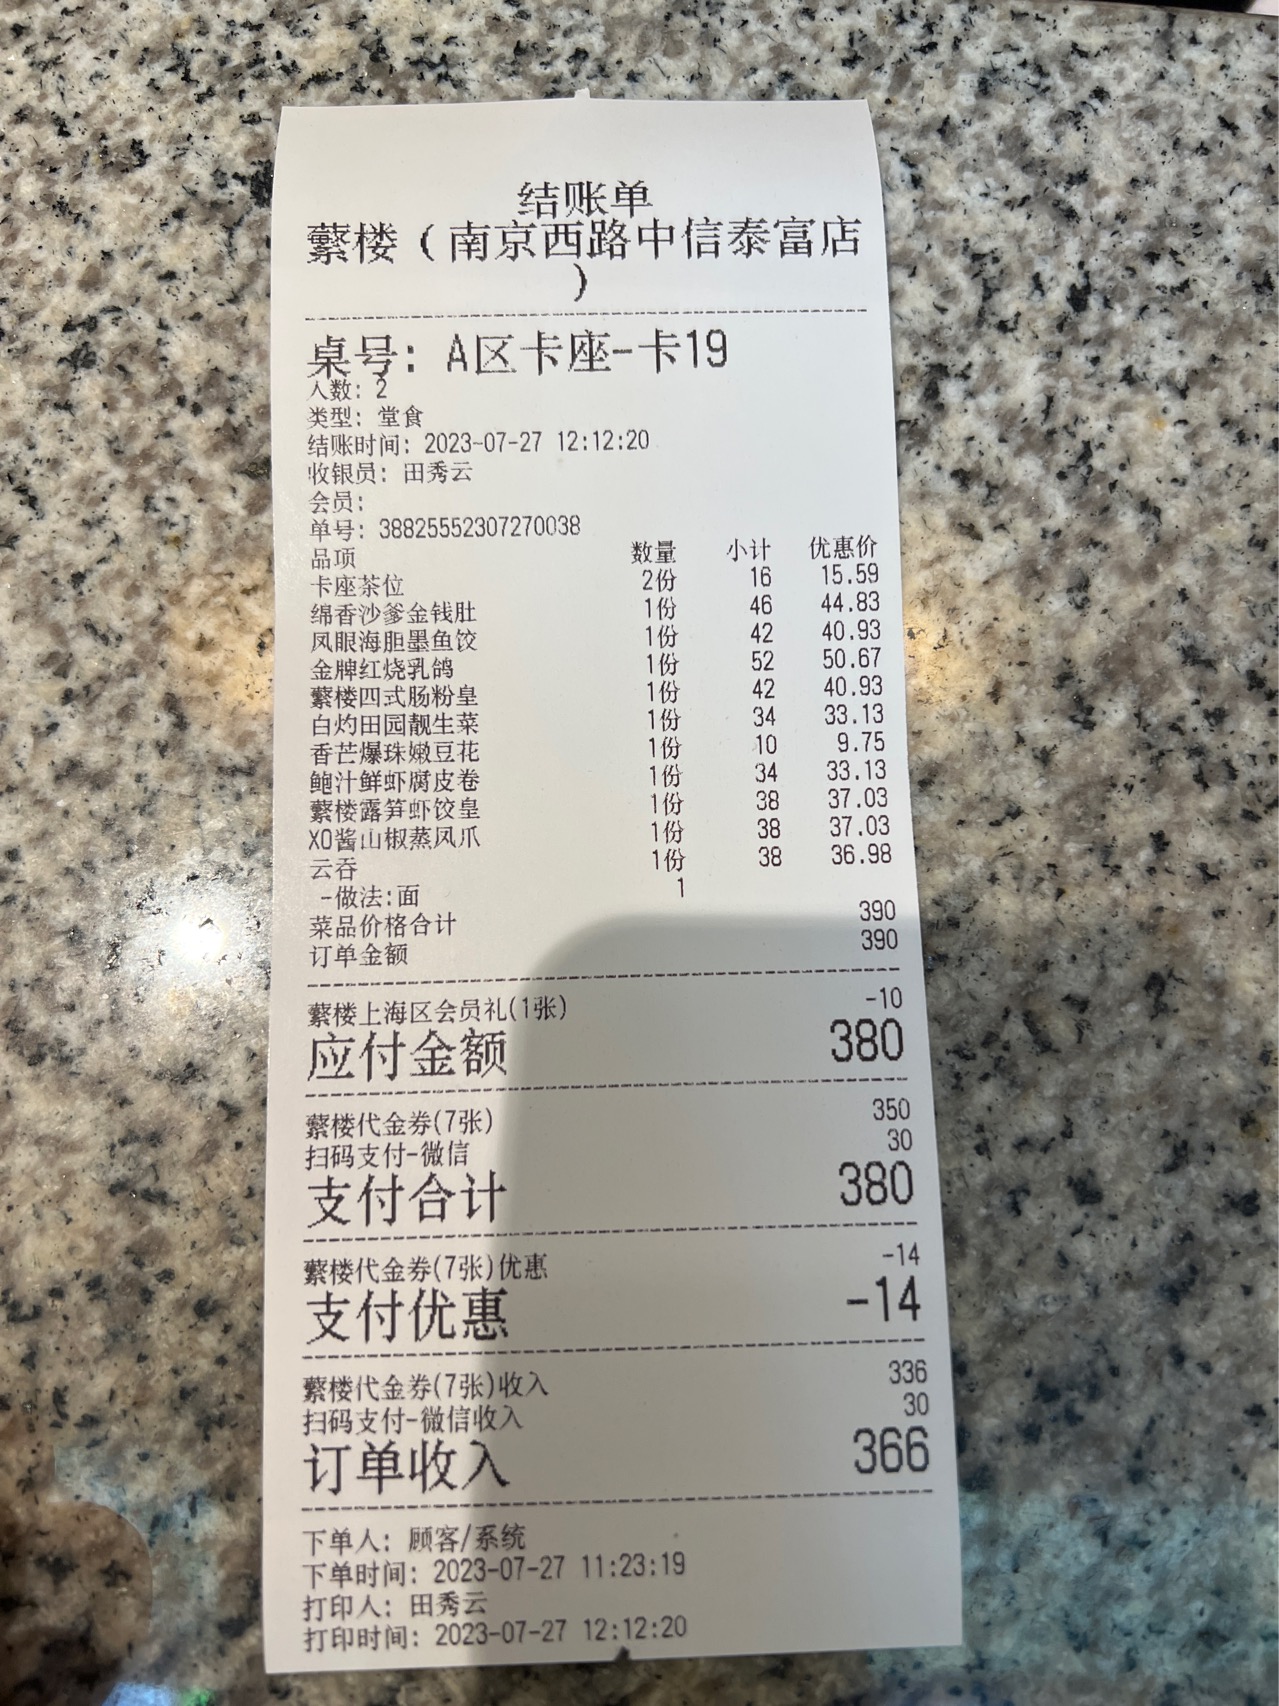 结账单
蘩楼（南京西路中信泰富店
）
桌号：A区卡座-卡19
人数：2
类型：堂食
结账时间：2023-07-27 12:12:20
收银员：田秀云
会员：
单号：38825552307270038
品项 数量 小计 优惠价
卡座茶位 2份 16 15.59
绵香沙爹金钱肚 1份 46 44.83
凤眼海胆墨鱼饺 1份 42 40.93
金牌红烧乳鸽 1份 52 50.67
蘩楼四式肠粉皇 1份 42 40.93
白灼田园靓生菜 1份 34 33.13
香芒爆珠嫩豆花 1份 10 9.75
鲍汁鲜虾腐皮卷 1份 34 33.13
蘩楼露笋虾饺皇 1份 38 37.03
XO酱山椒蒸凤爪 1份 38 37.03
云吞 1份 38 36.98
-做法:面 1
菜品价格合计 390
订单金额 390
蘩楼上海区会员礼(1张) -10
应付金额 380
蘩楼代金券(7张) 350
扫码支付-微信 30
支付合计 380
蘩楼代金券(7张)优惠 -14
支付优惠 -14
蘩楼代金券(7张)收入 336
扫码支付-微信收入 30
订单收入 366
下单人：顾客/系统
下单时间：2023-07-27 11:23:19
打印人：田秀云
打印时间：2023-07-27 12:12:20